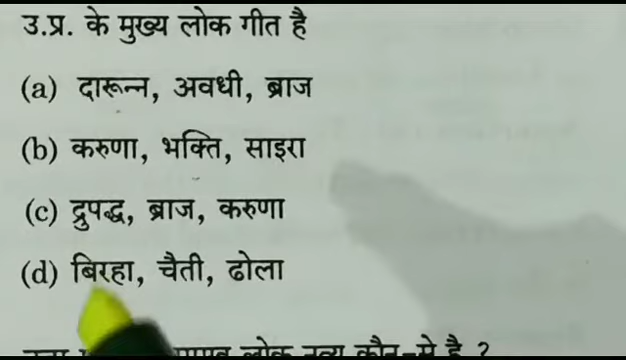 उ.प्र. के मुख्य लोक गीत है
(a) दारून्न, अवधी, ब्राज
(b) करुणा, भक्ति, साइरा
(c) द्रुपद्ध, ब्राज, करुणा
(d) बिरहा, चैती, ढोला
लोक नृत्य कौन-से है ?